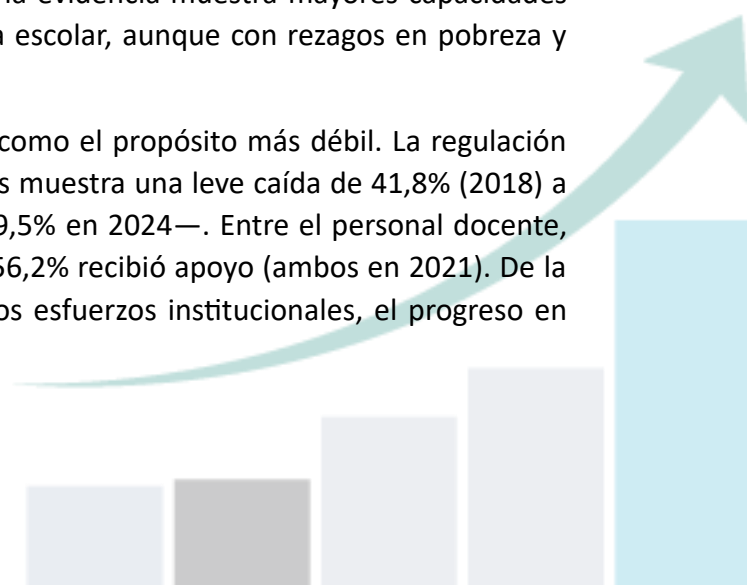 la evidencia muestra mayores capacidades
a escolar, aunque con rezagos en pobreza y
como el propósito más débil. La regulación
s muestra una leve caída de 41,8% (2018) a
9,5% en 2024—. Entre el personal docente,
56,2% recibió apoyo (ambos en 2021). De la
os esfuerzos institucionales, el progreso en